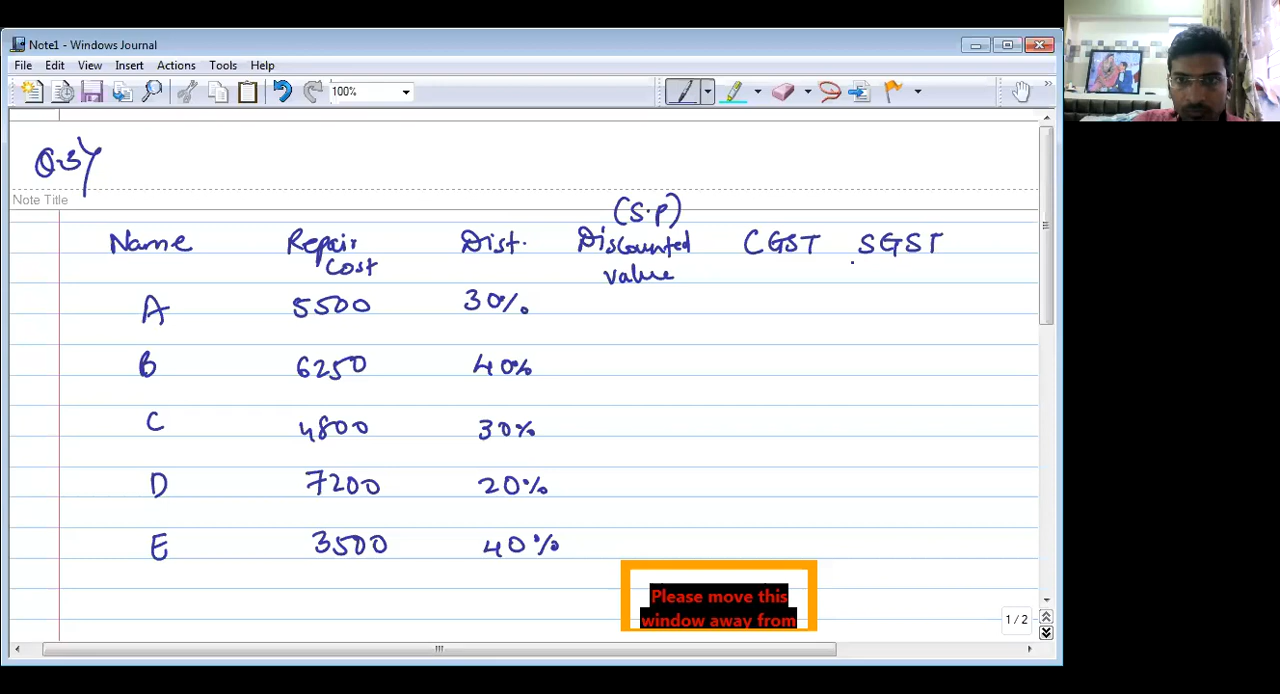 Note1 - Windows Journal
File Edit View Insert Actions Tools Help
100%
Q.3Y
Note Title
(S.P)
Name Repair Cost Dist. Discounted value CGST SGST
A 5500 30%
B 6250 40%
C 4800 30%
D 7200 20%
E 3500 40%
Please move this
window away from
1 / 2